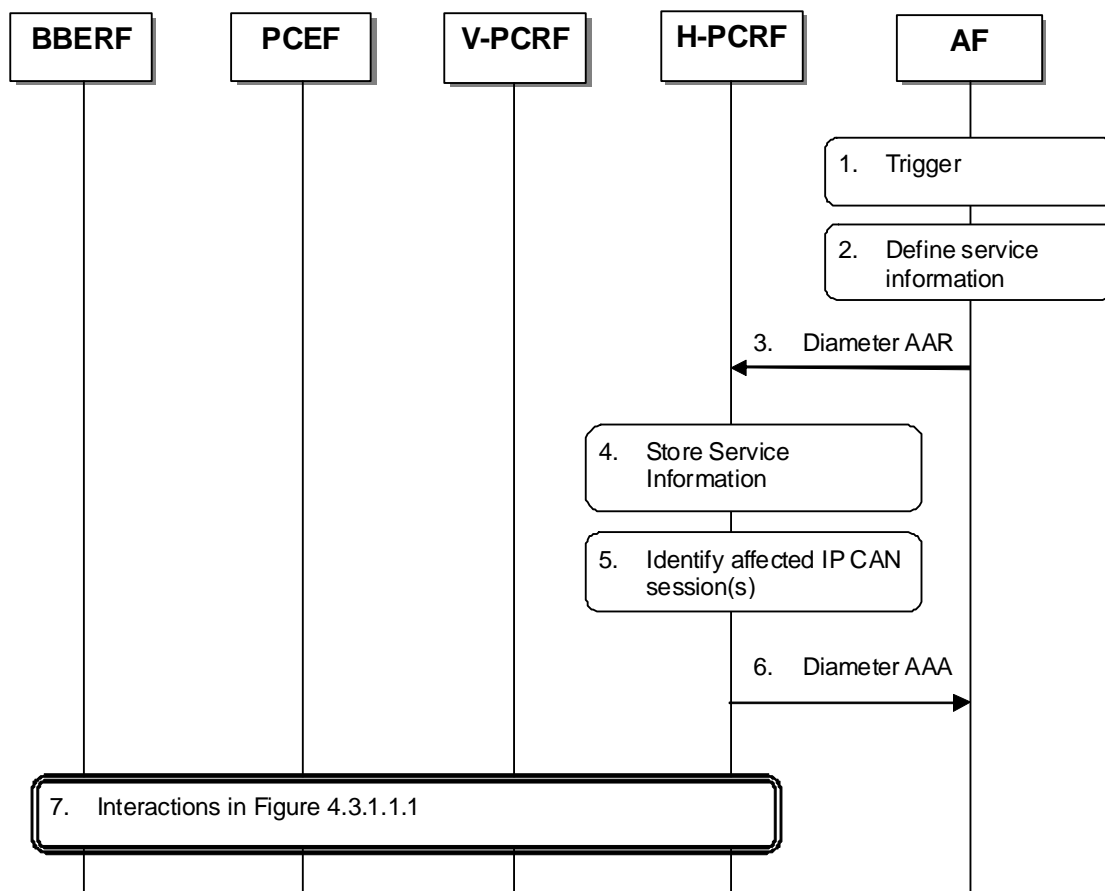 BBERF
PCEF
V-PCRF
H-PCRF
AF
1. Trigger
2. Define service
information
3. Diameter AAR
4. Store Service
Information
5. Identify affected IP CAN
session(s)
6. Diameter AAA
7. Interactions in Figure 4.3.1.1.1